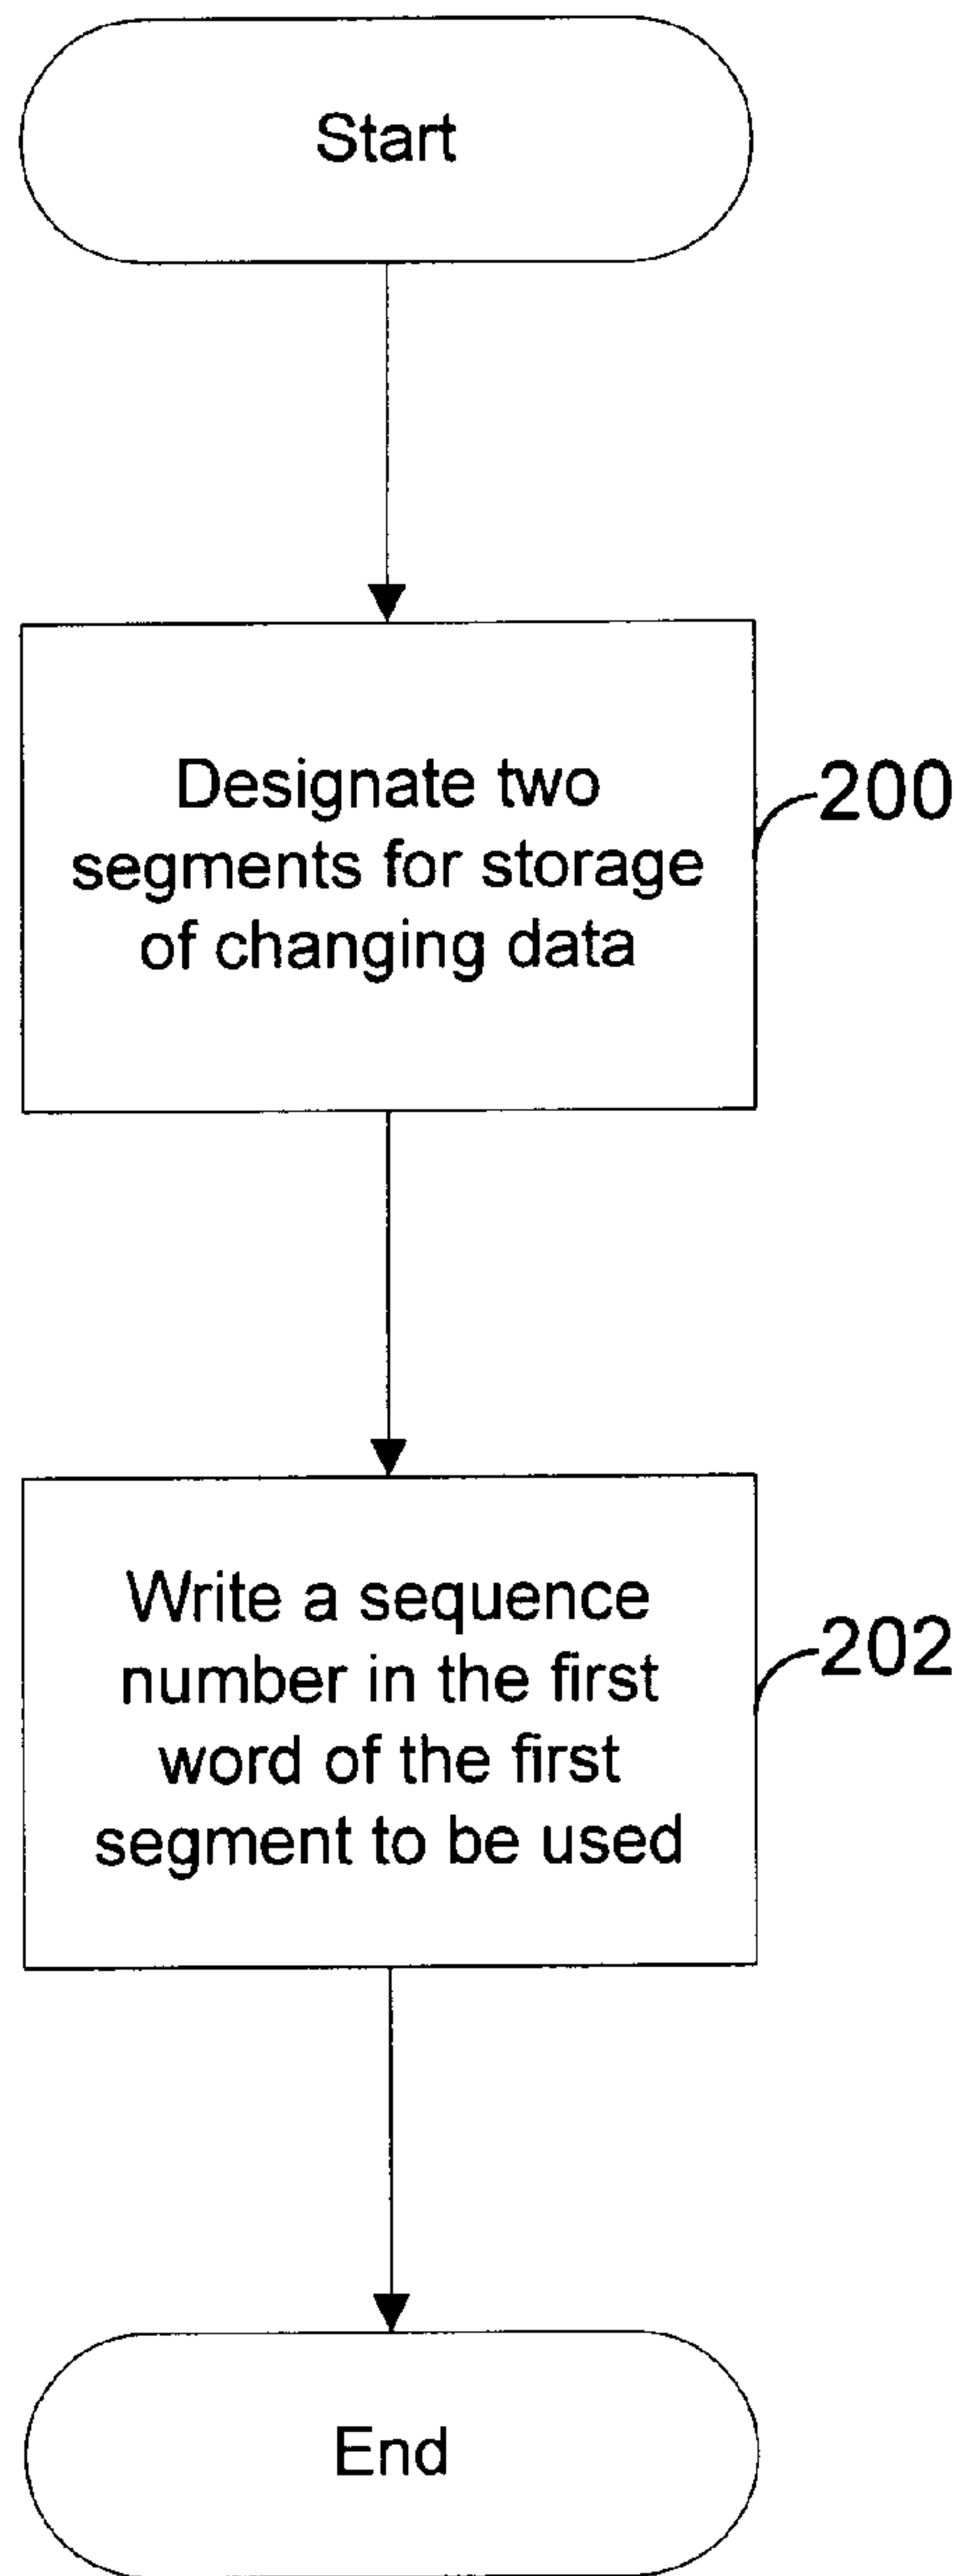 Start
Designate two
segments for storage
of changing data
200
Write a sequence
number in the first
word of the first
segment to be used
202
End